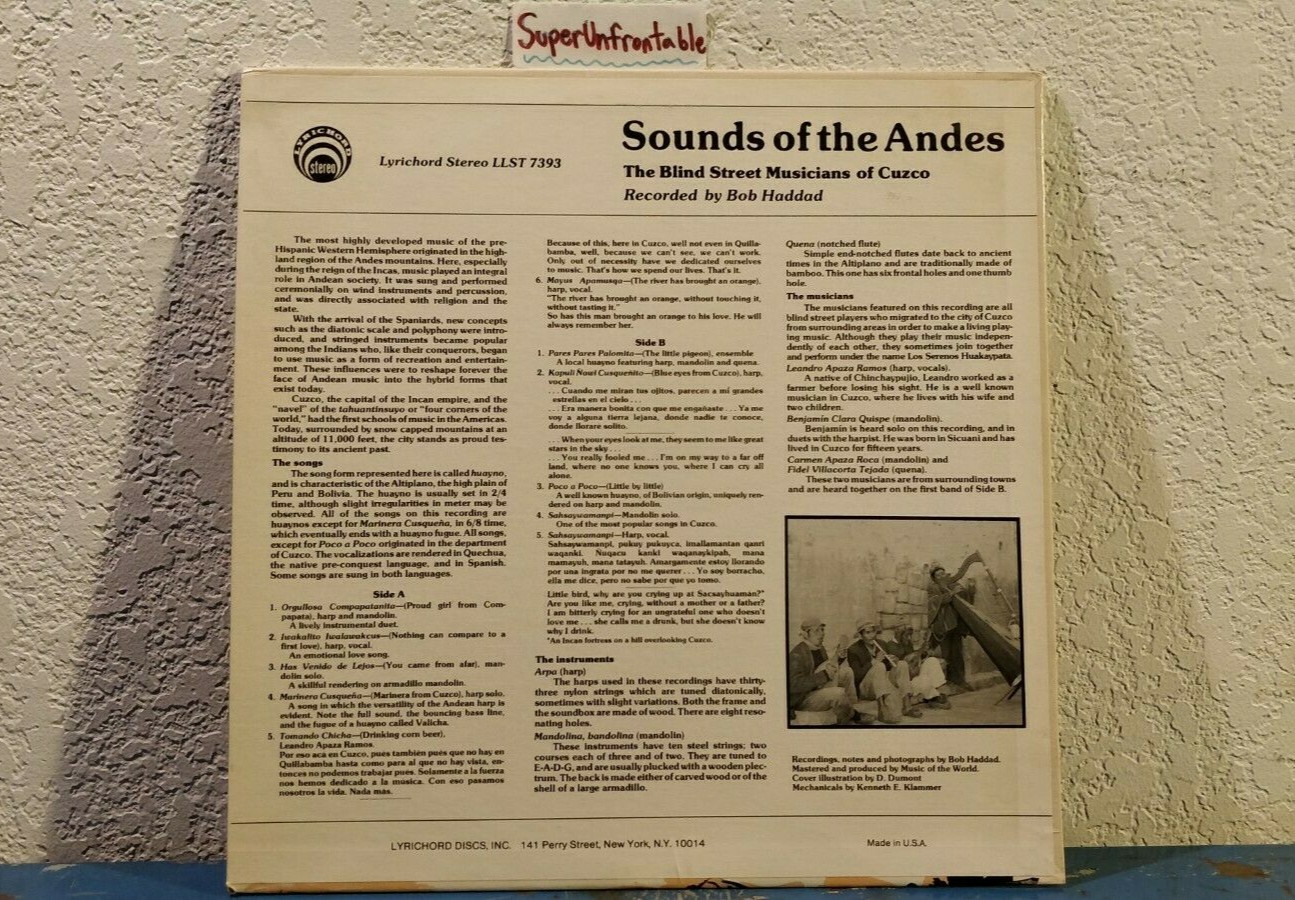 SuperUnfrontable
LYRICHORD
stereo
Lyrichord Stereo LLST 7393
Sounds of the Andes
The Blind Street Musicians of Cuzco
Recorded by Bob Haddad
The most highly developed music of the pre-
Hispanic Western Hemisphere originated in the high-
land region of the Andes mountains. Here, especially
during the reign of the Incas, music played an integral
role in Andean society. It was sung and performed
ceremonially on wind instruments and percussion,
and was directly associated with religion and the
state.
With the arrival of the Spaniards, new concepts
such as the diatonic scale and polyphony were intro-
duced, and stringed instruments became popular
among the Indians who, like their conquerors, began
to use music as a form of recreation and entertain-
ment. These influences were to reshape forever the
face of Andean music into the hybrid forms that
exist today.
Cuzco, the capital of the Incan empire, and the
"navel" of the tahuantinsuyo or "four corners of the
world," had the first schools of music in the Americas.
Today, surrounded by snow capped mountains at an
altitude of 11,000 feet, the city stands as proud tes-
timony to its ancient past.
The songs
The song form represented here is called huayno,
and is characteristic of the Altiplano, the high plain of
Peru and Bolivia. The huayno is usually set in 2/4
time, although slight irregularities in meter may be
observed. All of the songs on this recording are
huaynos except for Marinera Cusqueña, in 6/8 time,
which eventually ends with a huayno fugue. All songs,
except for Poco a Poco originated in the department
of Cuzco. The vocalizations are rendered in Quechua,
the native pre-conquest language, and in Spanish.
Some songs are sung in both languages.
Side A
1. Orgullosa Compapatanita—(Proud girl from Com-
papata), harp and mandolin.
A lively instrumental duet.
2. Iwakalito Iwalawakcus—(Nothing can compare to a
first love), harp, vocal.
An emotional love song.
3. Has Venido de Lejos—(You came from afar), man-
dolin solo.
A skillful rendering on armadillo mandolin.
4. Marinera Cusqueña—(Marinera from Cuzco), harp solo.
A song in which the versatility of the Andean harp is
evident. Note the full sound, the bouncing bass line,
and the fugue of a huayno called Valicha.
5. Tomando Chicha—(Drinking corn beer),
Leandro Apaza Ramos.
Por eso acá en Cuzco, pues también pués que no hay en
Quillabamba hasta como para al que no hay vista, en-
tonces no podemos trabajar pues. Solamente a la fuerza
nos hemos dedicado a la música. Con eso pasamos
nosotros la vida. Nada más.
Because of this, here in Cuzco, well not even in Quilla-
bamba, well, because we can't see, we can't work.
Only out of necessity have we dedicated ourselves
to music. That's how we spend our lives. That's it.
6. Mayus Apamusqa—(The river has brought an orange),
harp, vocal.
"The river has brought an orange, without touching it,
without tasting it."
So has this man brought an orange to his love. He will
always remember her.
Side B
1. Pares Pares Palomita—(The little pigeon), ensemble
A local huayno featuring harp, mandolin and quena.
2. Kapuli Nawi Cusquenito—(Blue eyes from Cuzco), harp,
vocal.
. . . Cuando me miran tus ojitos, parecen a mi grandes
estrellas en el cielo . . .
. . . Era manera bonita con que me engañaste . . . Ya me
voy a alguna tierra lejana, donde nadie te conoce,
donde llorare solito.
. . . When your eyes look at me, they seem to me like great
stars in the sky . . .
. . . You really fooled me . . . I'm on my way to a far off
land, where no one knows you, where I can cry all
alone.
3. Poco a Poco—(Little by little)
A well known huayno, of Bolivian origin, uniquely ren-
dered on harp and mandolin.
4. Sahsaywamanpi—Mandolin solo.
One of the most popular songs in Cuzco.
5. Sahsaywamanpi—Harp, vocal.
Sahsaywamanpi, pukuy pukuyca, imallamantan qanri
waqanki. Nuqacu kanki waqanaykipah, mana
mamayuh, mana tatayuh. Amargamente estoy llorando
por una ingrata por no me querer . . . Yo soy borracho,
ella me dice, pero no sabe por que yo tomo.
Little bird, why are you crying up at Sacsayhuaman?*
Are you like me, crying, without a mother or a father?
I am bitterly crying for an ungrateful one who doesn't
love me . . . she calls me a drunk, but she doesn't know
why I drink.
*An Incan fortress on a hill overlooking Cuzco.
The instruments
Arpa (harp)
The harps used in these recordings have thirty-
three nylon strings which are tuned diatonically,
sometimes with slight variations. Both the frame and
the soundbox are made of wood. There are eight reso-
nating holes.
Mandolina, bandolina (mandolin)
These instruments have ten steel strings; two
courses each of three and of two. They are tuned to
E-A-D-G, and are usually plucked with a wooden plec-
trum. The back is made either of carved wood or of the
shell of a large armadillo.
Quena (notched flute)
Simple end-notched flutes date back to ancient
times in the Altiplano and are traditionally made of
bamboo. This one has six frontal holes and one thumb
hole.
The musicians
The musicians featured on this recording are all
blind street players who migrated to the city of Cuzco
from surrounding areas in order to make a living play-
ing music. Although they play their music indepen-
dently of each other, they sometimes join together
and perform under the name Los Serenos Huakaypata.
Leandro Apaza Ramos (harp, vocals).
A native of Chinchaypujio, Leandro worked as a
farmer before losing his sight. He is a well known
musician in Cuzco, where he lives with his wife and
two children.
Benjamín Clara Quispe (mandolin).
Benjamín is heard solo on this recording, and in
duets with the harpist. He was born in Sicuani and has
lived in Cuzco for fifteen years.
Carmen Apaza Roca (mandolin) and
Fidel Villacorta Tejada (quena).
These two musicians are from surrounding towns
and are heard together on the first band of Side B.
Recordings, notes and photographs by Bob Haddad.
Mastered and produced by Music of the World.
Cover illustration by D. Dumont
Mechanicals by Kenneth E. Klammer
LYRICHORD DISCS, INC. 141 Perry Street, New York, N.Y. 10014
Made in U.S.A.